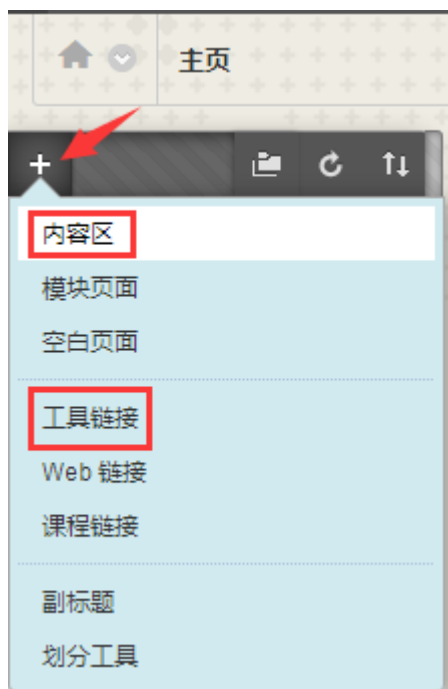 主页
内容区
模块页面
空白页面
工具链接
Web 链接
课程链接
副标题
划分工具